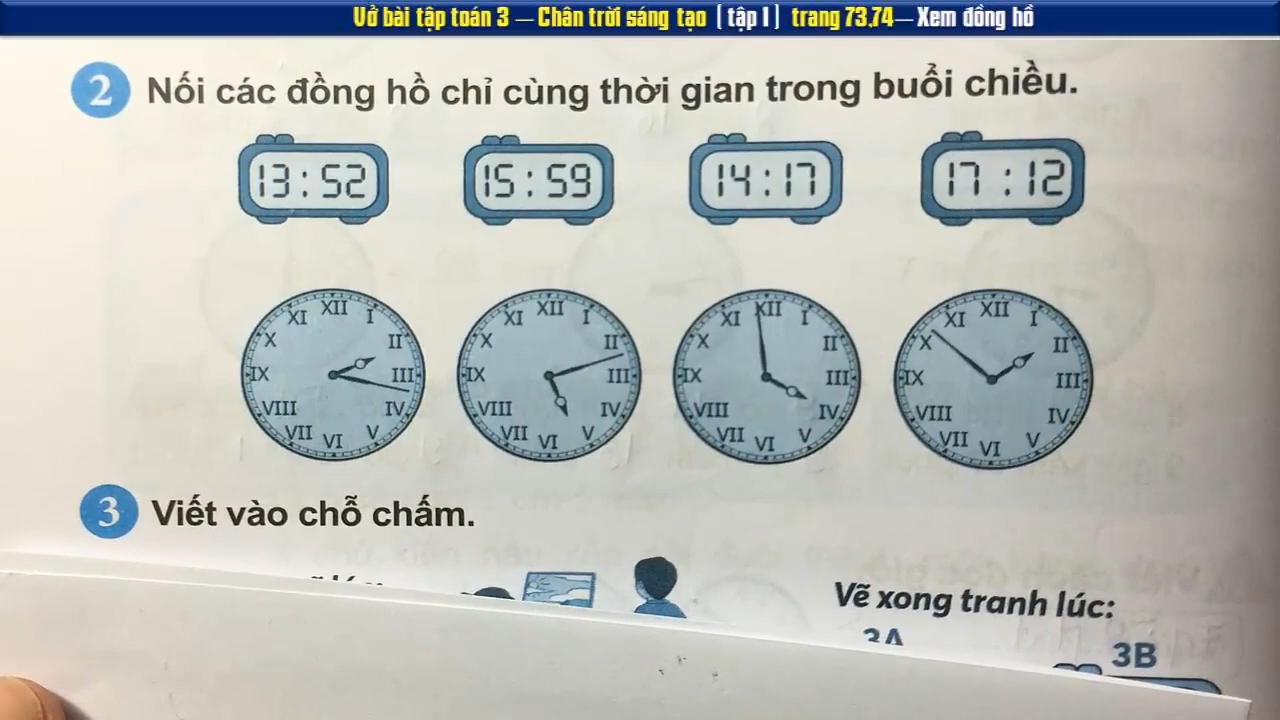 Vở bài tập toán 3 – Chân trời sáng tạo (tập 1) trang 73,74– Xem đồng hồ
2 Nối các đồng hồ chỉ cùng thời gian trong buổi chiều.
13:52 15:59 14:17 17:12
XII I II III IV V VI VII VIII IX X XI
XII I II III IV V VI VII VIII IX X XI
XII I II III IV V VI VII VIII IX X XI
XII I II III IV V VI VII VIII IX X XI
3 Viết vào chỗ chấm.
Vẽ xong tranh lúc:
3A 3B